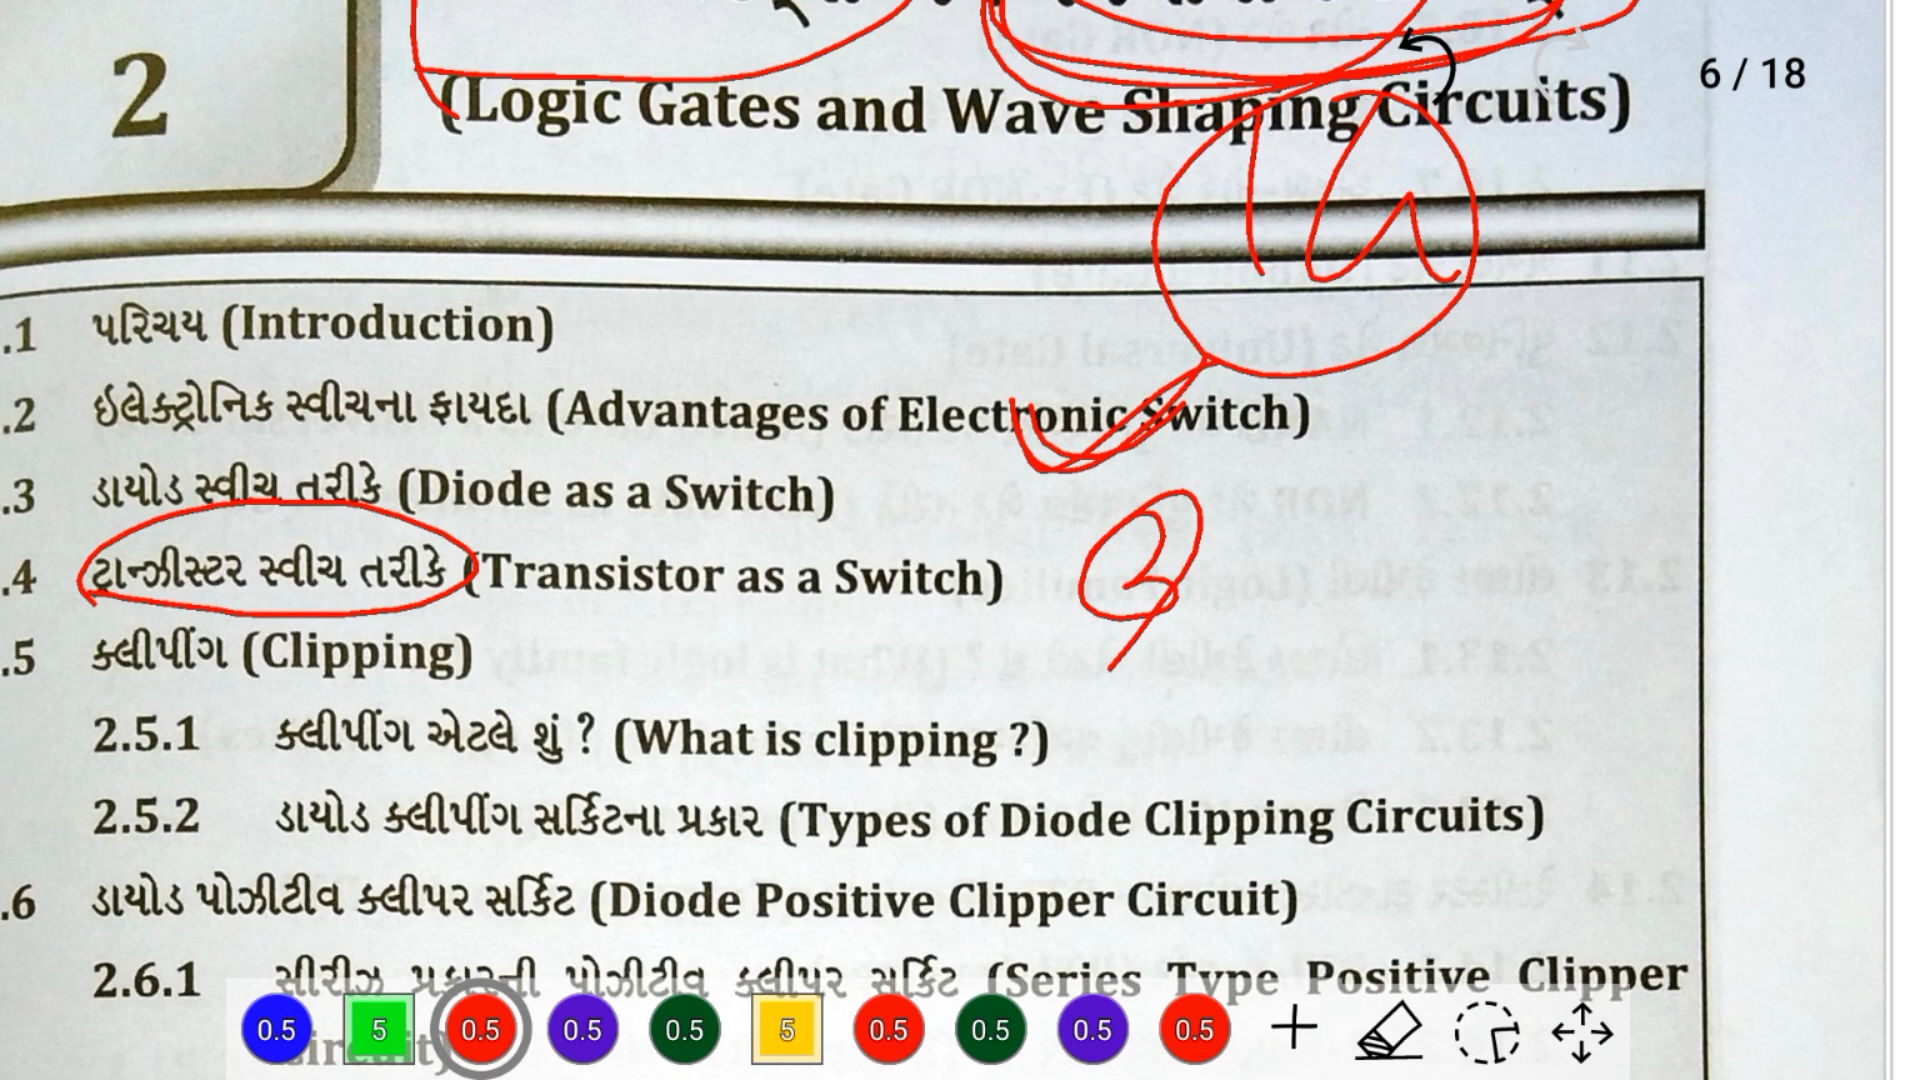 2
(Logic Gates and Wave Shaping Circuits)
6 / 18
.1 પરિચય (Introduction)
.2 ઇલેક્ટ્રોનિક સ્વીચના ફાયદા (Advantages of Electronic Switch)
.3 ડાયોડ સ્વીચ તરીકે (Diode as a Switch)
.4 ટ્રાન્ઝીસ્ટર સ્વીચ તરીકે (Transistor as a Switch)
.5 ક્લીપીંગ (Clipping)
2.5.1 ક્લીપીંગ એટલે શું ? (What is clipping ?)
2.5.2 ડાયોડ ક્લીપીંગ સર્કિટના પ્રકાર (Types of Diode Clipping Circuits)
.6 ડાયોડ પોઝીટીવ ક્લીપર સર્કિટ (Diode Positive Clipper Circuit)
2.6.1 સીરીઝ પ્રકારની પોઝીટીવ ક્લીપર સર્કિટ (Series Type Positive Clipper
0.5 5 0.5 0.5 0.5 5 0.5 0.5 0.5 0.5